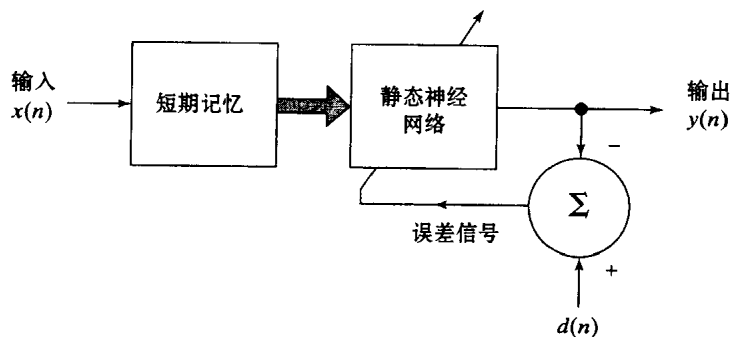 输入
x(n)
短期记忆
静态神经
网络
输出
y(n)
−
Σ
误差信号
+
d(n)